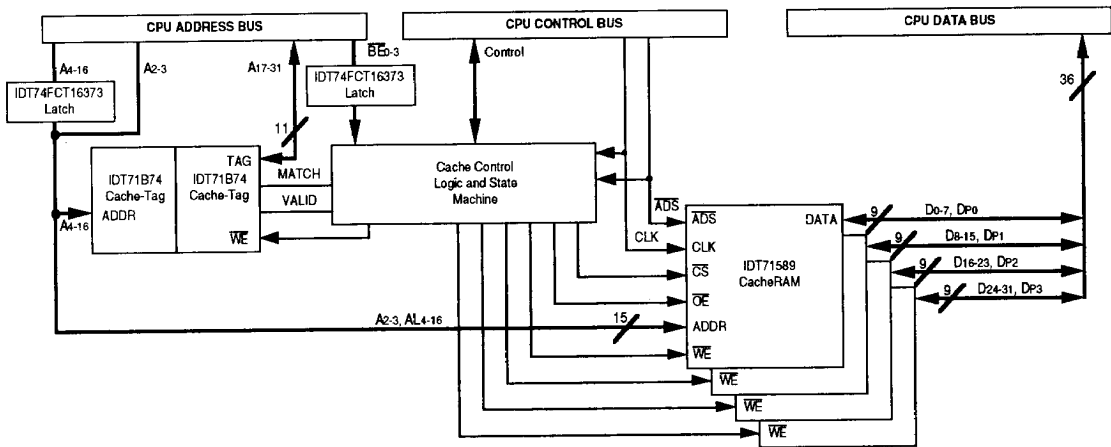 CPU ADDRESS BUS
CPU CONTROL BUS
CPU DATA BUS
A4-16
A2-3
A17-31
BE0-3
Control
36
IDT74FCT16373
Latch
IDT74FCT16373
Latch
11
TAG
MATCH
IDT71B74
Cache-Tag
ADDR
IDT71B74
Cache-Tag
VALID
WE
A4-16
Cache Control
Logic and State
Machine
ADS
CLK
ADS
DATA
CLK
CS
OE
ADDR
WE
IDT71589
CacheRAM
9
D0-7, DP0
9
D8-15, DP1
9
D16-23, DP2
9
D24-31, DP3
A2-3, AL4-16
15
WE
WE
WE